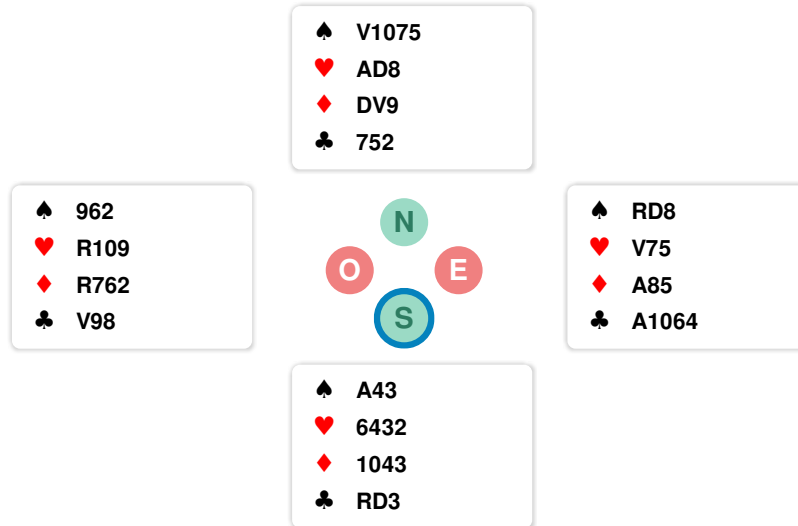 ♠ V1075
♥ AD8
♦ DV9
♣ 752
♠ 962
♥ R109
♦ R762
♣ V98
N
O E
S
♠ RD8
♥ V75
♦ A85
♣ A1064
♠ A43
♥ 6432
♦ 1043
♣ RD3